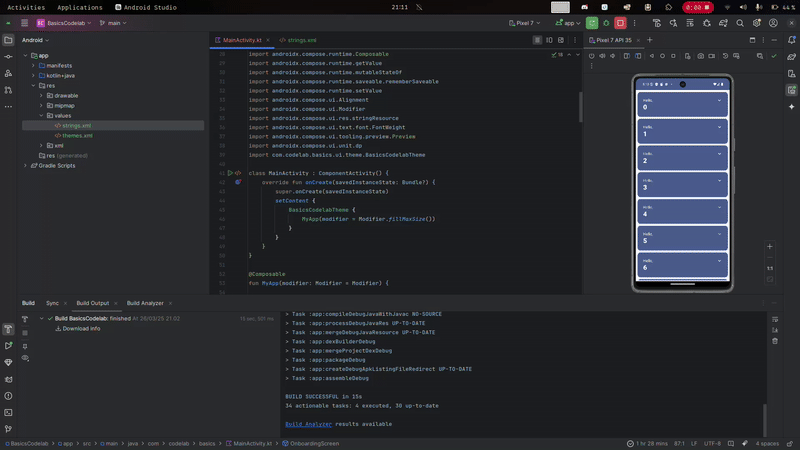 Activities Applications Android Studio 21:11 0:00 44 %
BC BasicsCodelab main Pixel 7 app
Android
app
manifests
kotlin+java
res
drawable
mipmap
values
strings.xml
themes.xml
xml
res (generated)
Gradle Scripts
MainActivity.kt strings.xml
import androidx.compose.runtime.Composable
import androidx.compose.runtime.getValue
import androidx.compose.runtime.mutableStateOf
import androidx.compose.runtime.saveable.rememberSaveable
import androidx.compose.runtime.setValue
import androidx.compose.ui.Alignment
import androidx.compose.ui.Modifier
import androidx.compose.ui.res.stringResource
import androidx.compose.ui.text.font.FontWeight
import androidx.compose.ui.tooling.preview.Preview
import androidx.compose.ui.unit.dp
import com.codelab.basics.ui.theme.BasicsCodelabTheme
class MainActivity : ComponentActivity() {
override fun onCreate(savedInstanceState: Bundle?) {
super.onCreate(savedInstanceState)
setContent {
BasicsCodelabTheme {
MyApp(modifier = Modifier.fillMaxSize())
}
}
}
}
@Composable
fun MyApp(modifier: Modifier = Modifier) {
Pixel 7 API 35
Hello,
0
Hello,
1
Hello,
2
Hello,
3
Hello,
4
Hello,
5
Hello,
6
1:1
Build Sync Build Output Build Analyzer
Build BasicsCodelab: finished At 26/03/25 21:02
Download info
> Task :app:compileDebugJavaWithJavac NO-SOURCE
> Task :app:processDebugJavaRes UP-TO-DATE
> Task :app:mergeDebugJavaResource UP-TO-DATE
> Task :app:dexBuilderDebug
> Task :app:mergeProjectDexDebug
> Task :app:packageDebug
> Task :app:createDebugApkListingFileRedirect UP-TO-DATE
> Task :app:assembleDebug
BUILD SUCCESSFUL in 15s
34 actionable tasks: 4 executed, 30 up-to-date
Build Analyzer results available
BasicsCodelab > app > src > main > java > com > codelab > basics > MainActivity.kt > OnboardingScreen 1 hr 28 mins 87:1 LF UTF-8 4 spaces